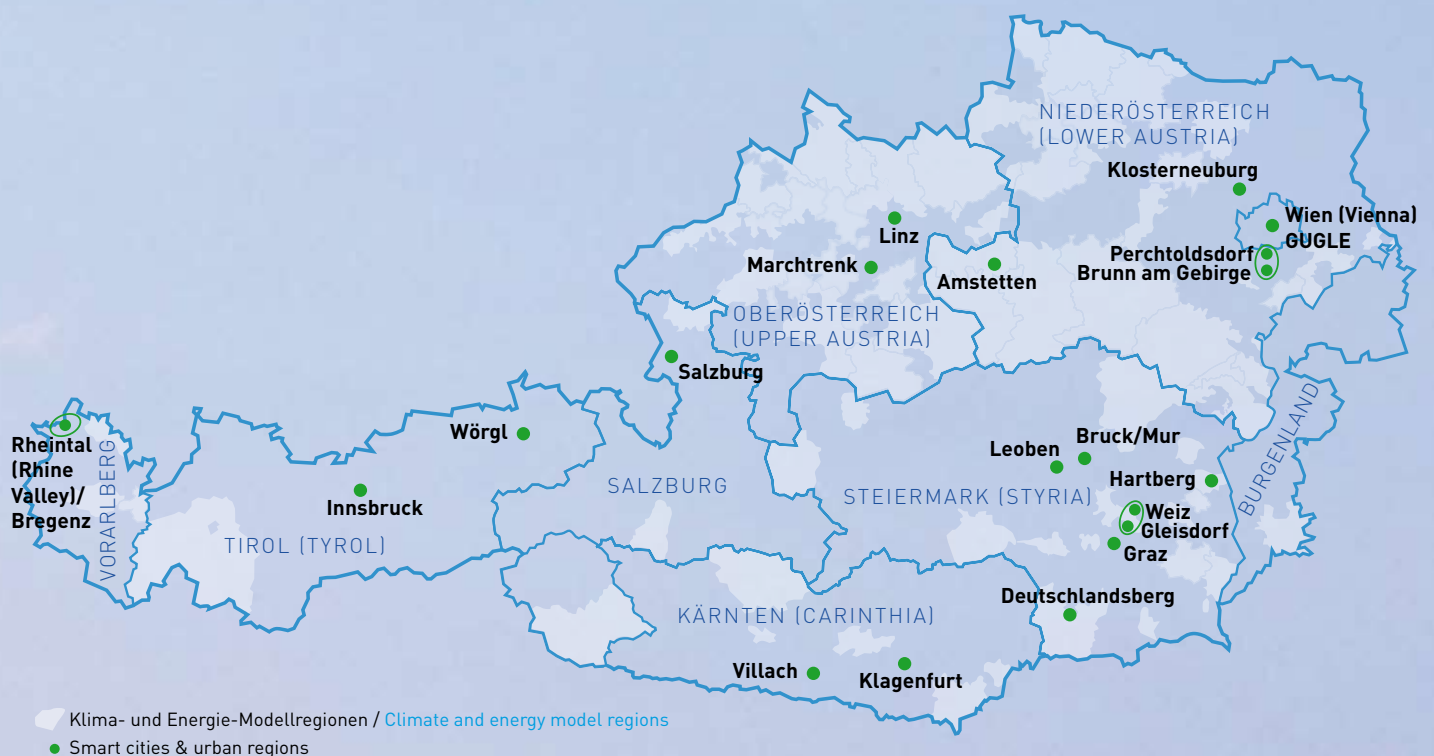 NIEDERÖSTERREICH
(LOWER AUSTRIA)
Klosterneuburg
Wien (Vienna)
GUGLE
Perchtoldsdorf
Brunn am Gebirge
Linz
Marchtrenk
Amstetten
OBERÖSTERREICH
(UPPER AUSTRIA)
Salzburg
Wörgl
Rheintal
(Rhine
Valley)/
Bregenz
VORARLBERG
Innsbruck
TIROL (TYROL)
SALZBURG
Leoben
Bruck/Mur
Hartberg
STEIERMARK (STYRIA)
Weiz
Gleisdorf
Graz
BURGENLAND
Deutschlandsberg
KÄRNTEN (CARINTHIA)
Villach
Klagenfurt
Klima- und Energie-Modellregionen / Climate and energy model regions
Smart cities & urban regions